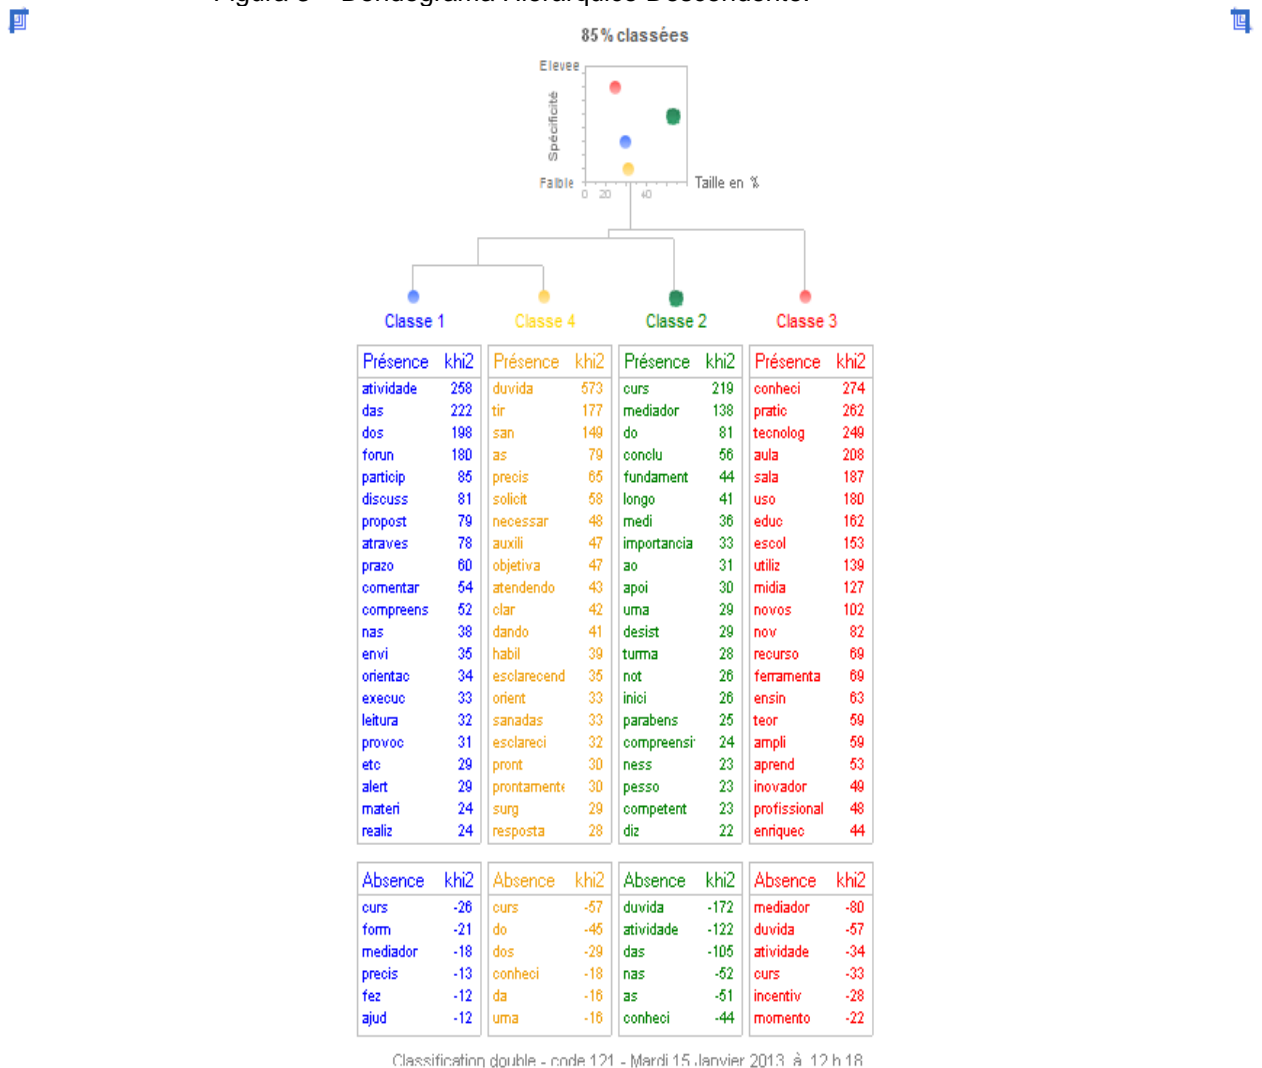 85% classées
Elevee
Spécificité
Faible
0 20 40
Taille en %
Classe 1 Classe 4 Classe 2 Classe 3
Présence khi2 Présence khi2 Présence khi2 Présence khi2
atividade 258 duvida 573 curs 219 conheci 274
das 222 tir 177 mediador 138 pratic 262
dos 198 san 149 do 81 tecnolog 249
forun 180 as 79 conclu 56 aula 208
particip 85 precis 65 fundament 44 sala 187
discuss 81 solicit 58 longo 41 uso 180
propost 79 necessar 48 medi 36 educ 162
atraves 78 auxili 47 importancia 33 escol 153
prazo 60 objetiva 47 ao 31 utiliz 139
comentar 54 atendendo 43 apoi 30 midia 127
compreens 52 clar 42 uma 29 novos 102
nas 38 dando 41 desist 29 nov 82
envi 35 habil 39 turma 28 recurso 69
orientac 34 esclarecend 35 not 26 ferramenta 69
execuc 33 orient 33 inici 26 ensin 63
leitura 32 sanadas 33 parabens 25 teor 59
provoc 31 esclareci 32 compreensi 24 ampli 59
etc 29 pront 30 ness 23 aprend 53
alert 29 prontamente 30 pesso 23 inovador 49
materi 24 surg 29 competent 23 profissional 48
realiz 24 resposta 28 diz 22 enriquec 44
Absence khi2 Absence khi2 Absence khi2 Absence khi2
curs -26 curs -57 duvida -172 mediador -80
form -21 do -45 atividade -122 duvida -57
mediador -18 dos -29 das -105 atividade -34
precis -13 conheci -18 nas -52 curs -33
fez -12 da -16 as -51 incentiv -28
ajud -12 uma -16 conheci -44 momento -22
Classification double - code 121 - Mardi 15 Janvier 2013 à 12 h 18